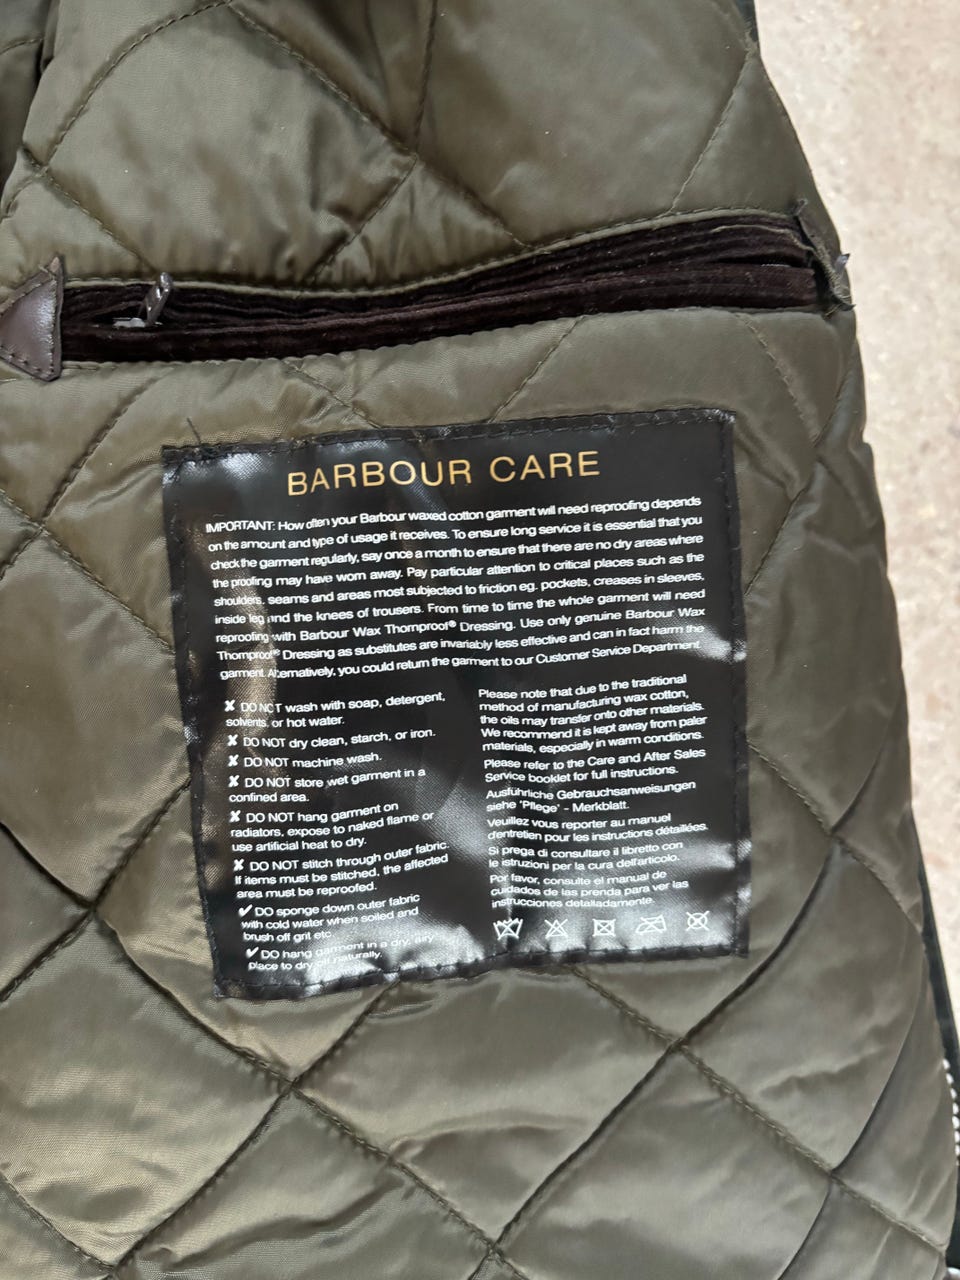 BARBOUR CARE
IMPORTANT: How often your Barbour waxed cotton garment will need reproofing depends
on the amount and type of usage it receives. To ensure long service it is essential that you
check the garment regularly, say once a month to ensure that there are no dry areas where
the proofing may have worn away. Pay particular attention to critical places such as the
shoulders, seams and areas most subjected to friction eg. pockets, creases in sleeves,
inside leg and the knees of trousers. From time to time the whole garment will need
reproofing with Barbour Wax Thornproof® Dressing. Use only genuine Barbour Wax
Thornproof® Dressing as substitutes are invariably less effective and can in fact harm the
garment. Alternatively, you could return the garment to our Customer Service Department.
✘ DO NOT wash with soap, detergent,
solvents, or hot water.
✘ DO NOT dry clean, starch, or iron.
✘ DO NOT machine wash.
✘ DO NOT store wet garment in a
confined area.
✘ DO NOT hang garment on
radiators, expose to naked flame or
use artificial heat to dry.
✘ DO NOT stitch through outer fabric.
If items must be stitched, the affected
area must be reproofed.
✔ DO sponge down outer fabric
with cold water when soiled and
brush off grit etc.
✔ DO hang garment in a dry, airy
place to dry off naturally.
Please note that due to the traditional
method of manufacturing wax cotton,
the oils may transfer onto other materials.
We recommend it is kept away from paler
materials, especially in warm conditions.
Please refer to the Care and After Sales
Service booklet for full instructions.
Ausführliche Gebrauchsanweisungen
siehe 'Pflege' - Merkblatt.
Veuillez vous reporter au manuel
d'entretien pour les instructions détaillées.
Si prega di consultare il libretto con
le istruzioni per la cura dell'articolo.
Por favor, consulte el manual de
cuidados de las prenda para ver las
instrucciones detalladamente.